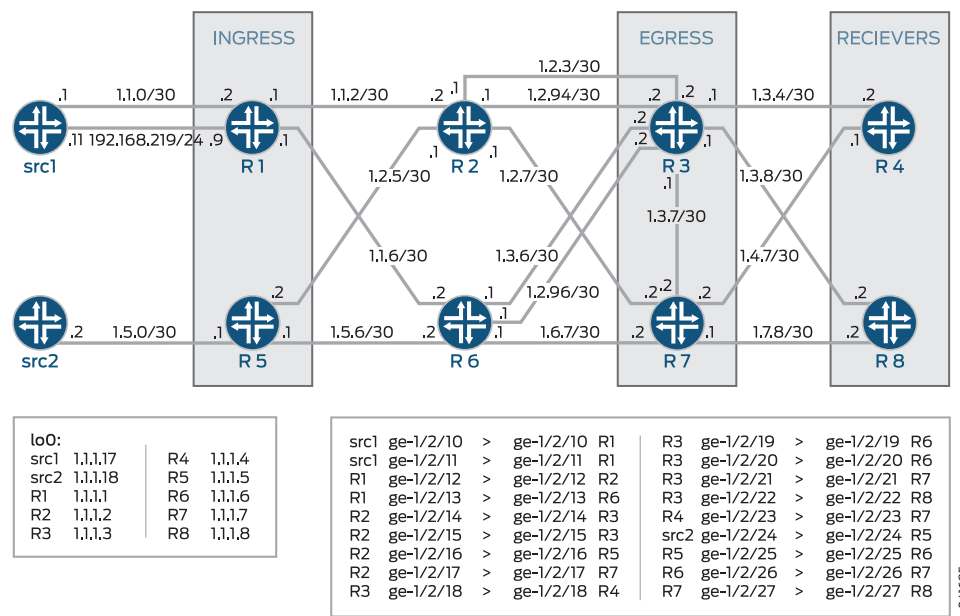 INGRESS EGRESS RECIEVERS
1.2.3/30
.1 .2
.1 1.1.0/30 .2 .1 1.1.2/30 .2 .1 1.2.94/30 .2 .1 1.3.4/30 .2
.11 192.168.219/24 .9 .1 .1 .1 .2 .2 .1 .1
src1 R 1 R 2 R 3 R 4
1.2.5/30 1.2.7/30 .1 1.3.8/30
1.3.7/30
1.1.6/30 1.3.6/30 1.4.7/30
1.2.96/30
.2 .2 .1 .1 .2 .2 .2 .2
.2 1.5.0/30 .1 .1 1.5.6/30 .2 .1 1.6.7/30 .2 .1 1.7.8/30 .2
src2 R 5 R 6 R 7 R 8
lo0:
src1 1.1.1.17 R4 1.1.1.4
src2 1.1.1.18 R5 1.1.1.5
R1 1.1.1.1 R6 1.1.1.6
R2 1.1.1.2 R7 1.1.1.7
R3 1.1.1.3 R8 1.1.1.8
src1 ge-1/2/10 > ge-1/2/10 R1 R3 ge-1/2/19 > ge-1/2/19 R6
src1 ge-1/2/11 > ge-1/2/11 R1 R3 ge-1/2/20 > ge-1/2/20 R6
R1 ge-1/2/12 > ge-1/2/12 R2 R3 ge-1/2/21 > ge-1/2/21 R7
R1 ge-1/2/13 > ge-1/2/13 R6 R3 ge-1/2/22 > ge-1/2/22 R8
R2 ge-1/2/14 > ge-1/2/14 R3 R4 ge-1/2/23 > ge-1/2/23 R7
R2 ge-1/2/15 > ge-1/2/15 R3 src2 ge-1/2/24 > ge-1/2/24 R5
R2 ge-1/2/16 > ge-1/2/16 R5 R5 ge-1/2/25 > ge-1/2/25 R6
R2 ge-1/2/17 > ge-1/2/17 R7 R6 ge-1/2/26 > ge-1/2/26 R7
R3 ge-1/2/18 > ge-1/2/18 R4 R7 ge-1/2/27 > ge-1/2/27 R8